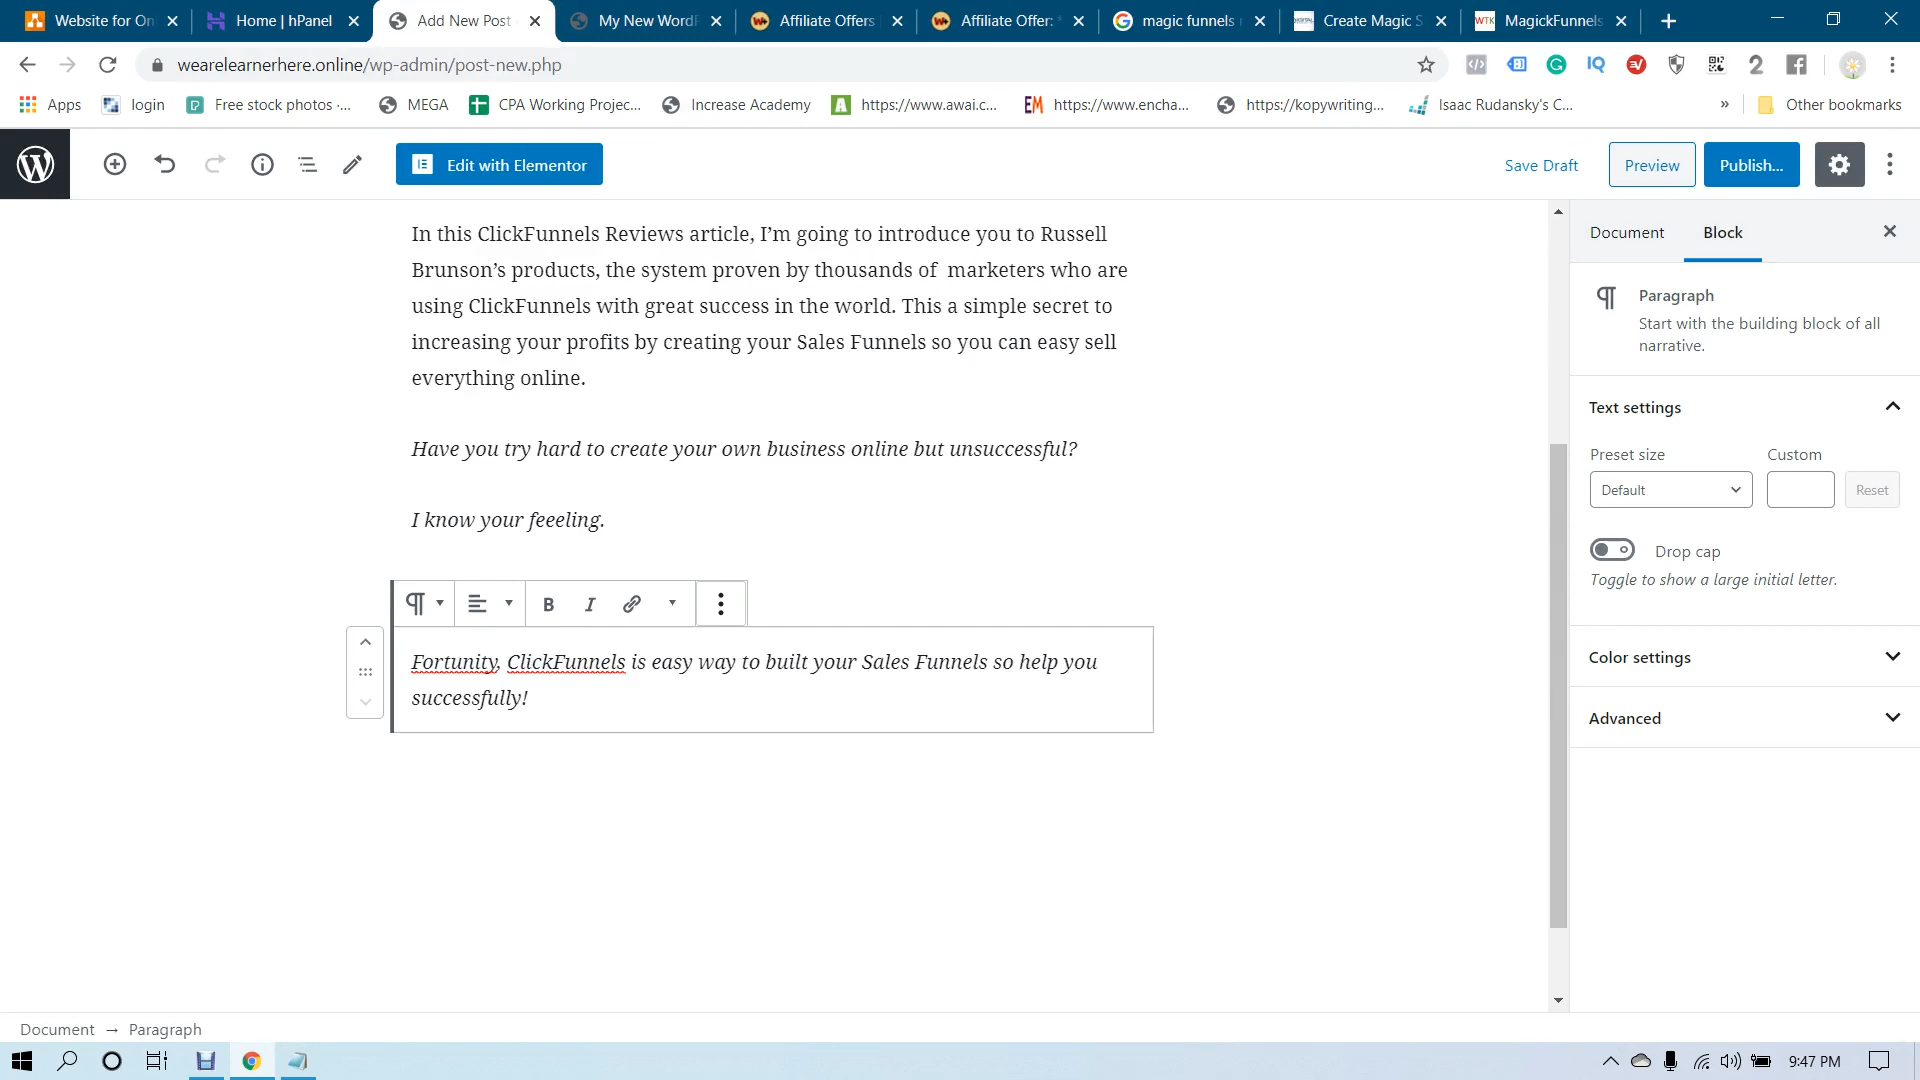 Website for On
Home | hPanel
Add New Post
My New WordP
Affiliate Offers
Affiliate Offer:
magic funnels
Create Magic S
WTK
MagickFunnels
wearelearnerhere.online/wp-admin/post-new.php
Apps
login
Free stock photos ·...
MEGA
CPA Working Projec...
Increase Academy
https://www.awai.c...
EM
https://www.encha...
https://kopywriting...
Isaac Rudansky's C...
»
Other bookmarks
Edit with Elementor
Save Draft
Preview
Publish...
In this ClickFunnels Reviews article, I’m going to introduce you to Russell
Brunson’s products, the system proven by thousands of  marketers who are
using ClickFunnels with great success in the world. This a simple secret to
increasing your profits by creating your Sales Funnels so you can easy sell
everything online.
Have you try hard to create your own business online but unsuccessful?
I know your feeeling.
B I
Fortunity, ClickFunnels is easy way to built your Sales Funnels so help you
successfully!
Document
Block
Paragraph
Start with the building block of all
narrative.
Text settings
Preset size
Custom
Default
Reset
Drop cap
Toggle to show a large initial letter.
Color settings
Advanced
Document → Paragraph
9:47 PM